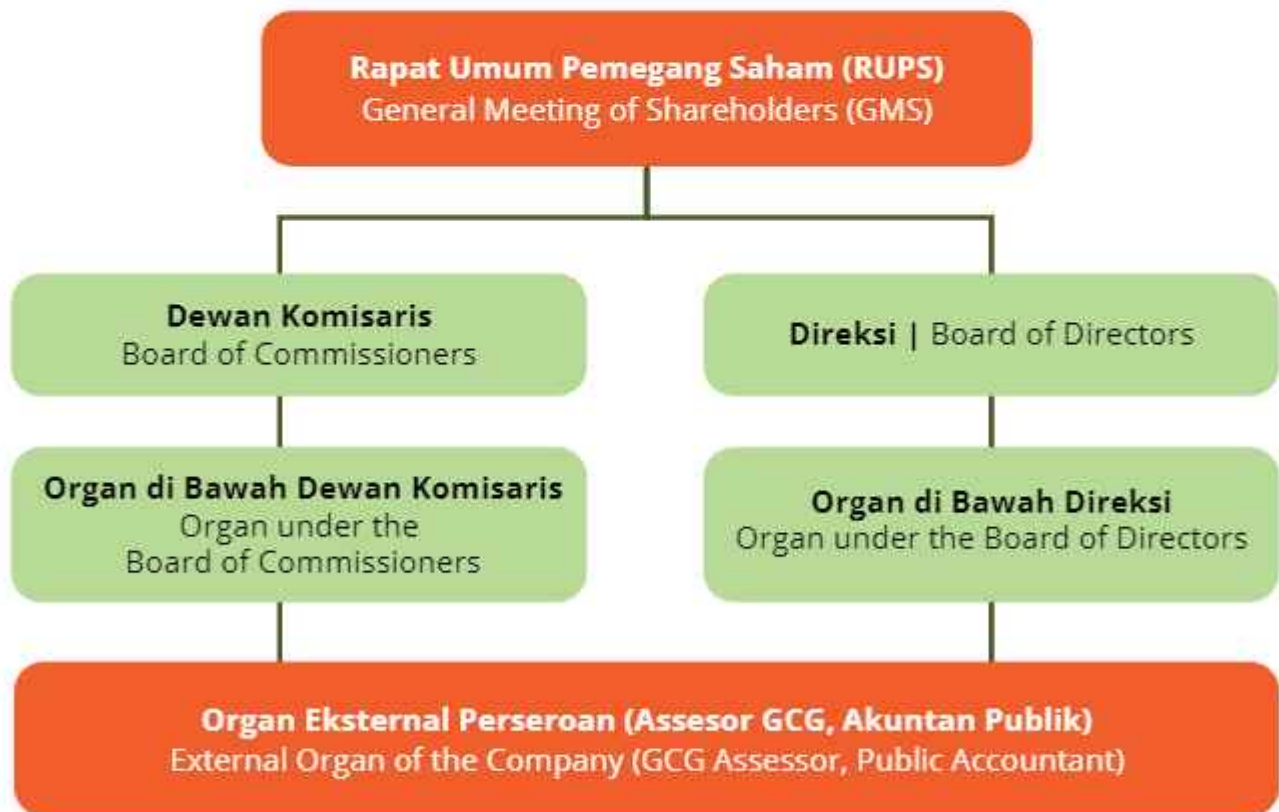 Rapat Umum Pemegang Saham (RUPS)
General Meeting of Shareholders (GMS)
Dewan Komisaris
Board of Commissioners
Direksi | Board of Directors
Organ di Bawah Dewan Komisaris
Organ under the
Board of Commissioners
Organ di Bawah Direksi
Organ under the Board of Directors
Organ Eksternal Perseroan (Assesor GCG, Akuntan Publik)
External Organ of the Company (GCG Assessor, Public Accountant)